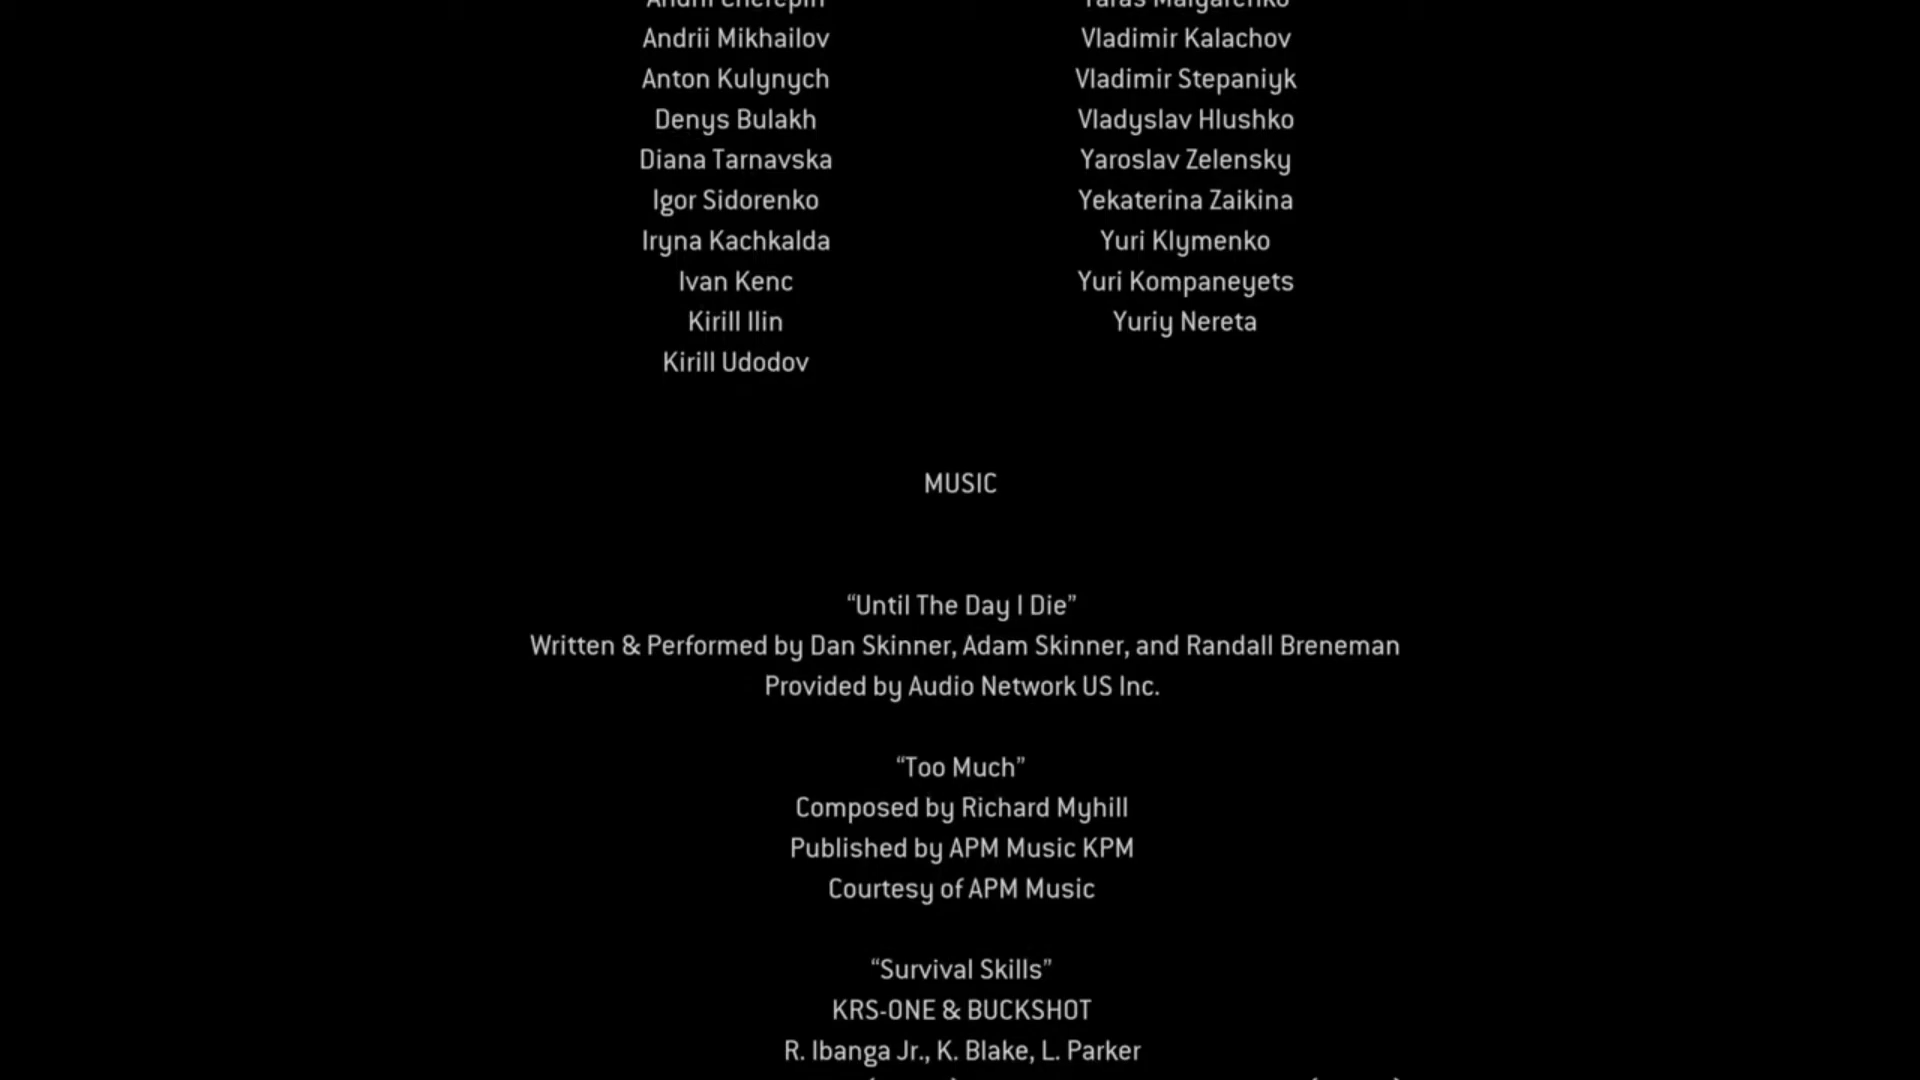 Andrii Mikhailov
Anton Kulynych
Denys Bulakh
Diana Tarnavska
Igor Sidorenko
Iryna Kachkalda
Ivan Kenc
Kirill Ilin
Kirill Udodov
Vladimir Kalachov
Vladimir Stepaniyk
Vladyslav Hlushko
Yaroslav Zelensky
Yekaterina Zaikina
Yuri Klymenko
Yuri Kompaneyets
Yuriy Nereta
MUSIC
“Until The Day I Die”
Written & Performed by Dan Skinner, Adam Skinner, and Randall Breneman
Provided by Audio Network US Inc.
“Too Much”
Composed by Richard Myhill
Published by APM Music KPM
Courtesy of APM Music
“Survival Skills”
KRS-ONE & BUCKSHOT
R. Ibanga Jr., K. Blake, L. Parker